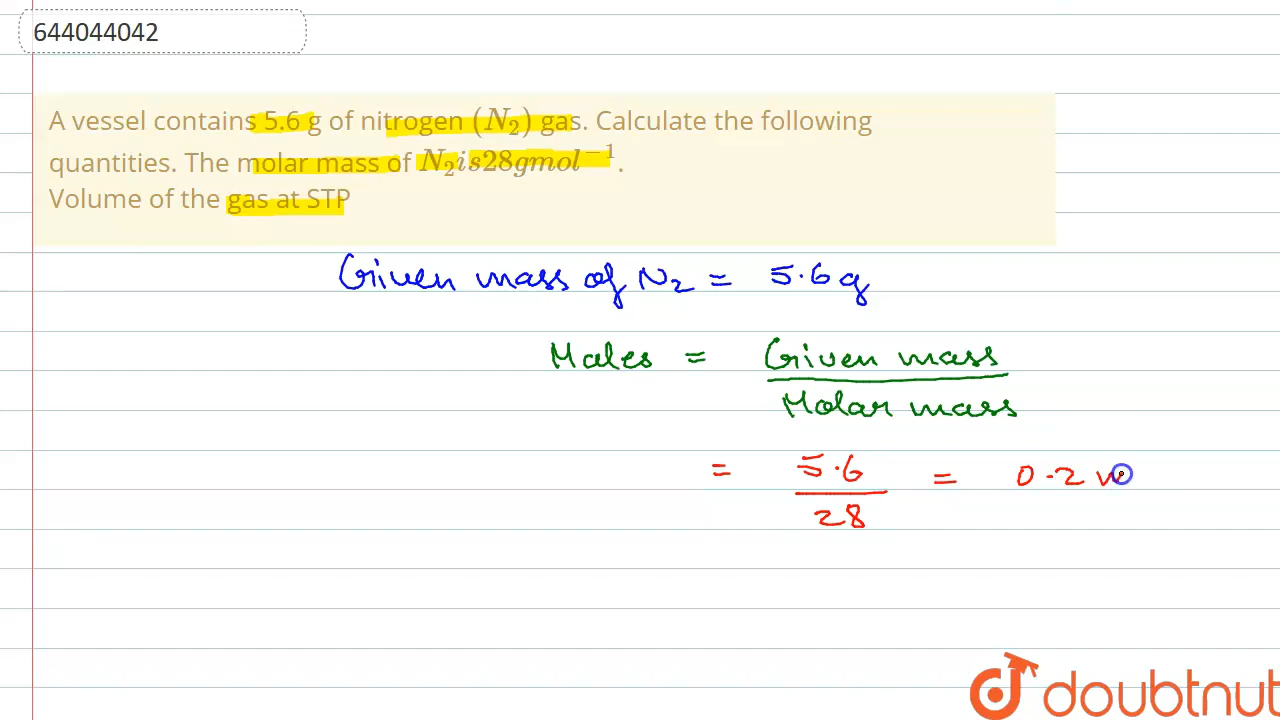 644044042
A vessel contains 5.6 g of nitrogen (N₂) gas. Calculate the following
quantities. The molar mass of N₂is28gmol⁻¹.
Volume of the gas at STP
Given mass of N₂ = 5.6g
Moles = Given mass
Molar mass
= 5.6 = 0.2
28
doubtnut